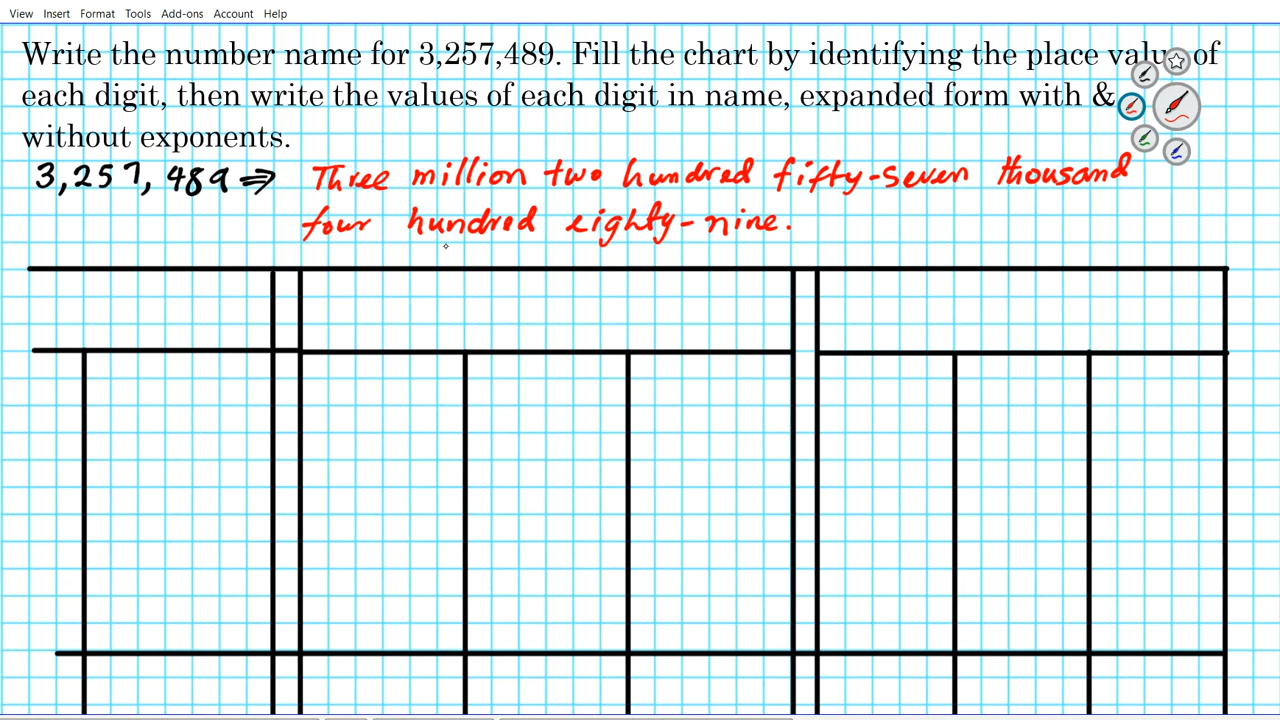 View Insert Format Tools Add-ons Account Help
Write the number name for 3,257,489. Fill the chart by identifying the place value of
each digit, then write the values of each digit in name, expanded form with &
without exponents.
3,257,489 ⇒ Three million two hundred fifty-seven thousand
four hundred eighty-nine.